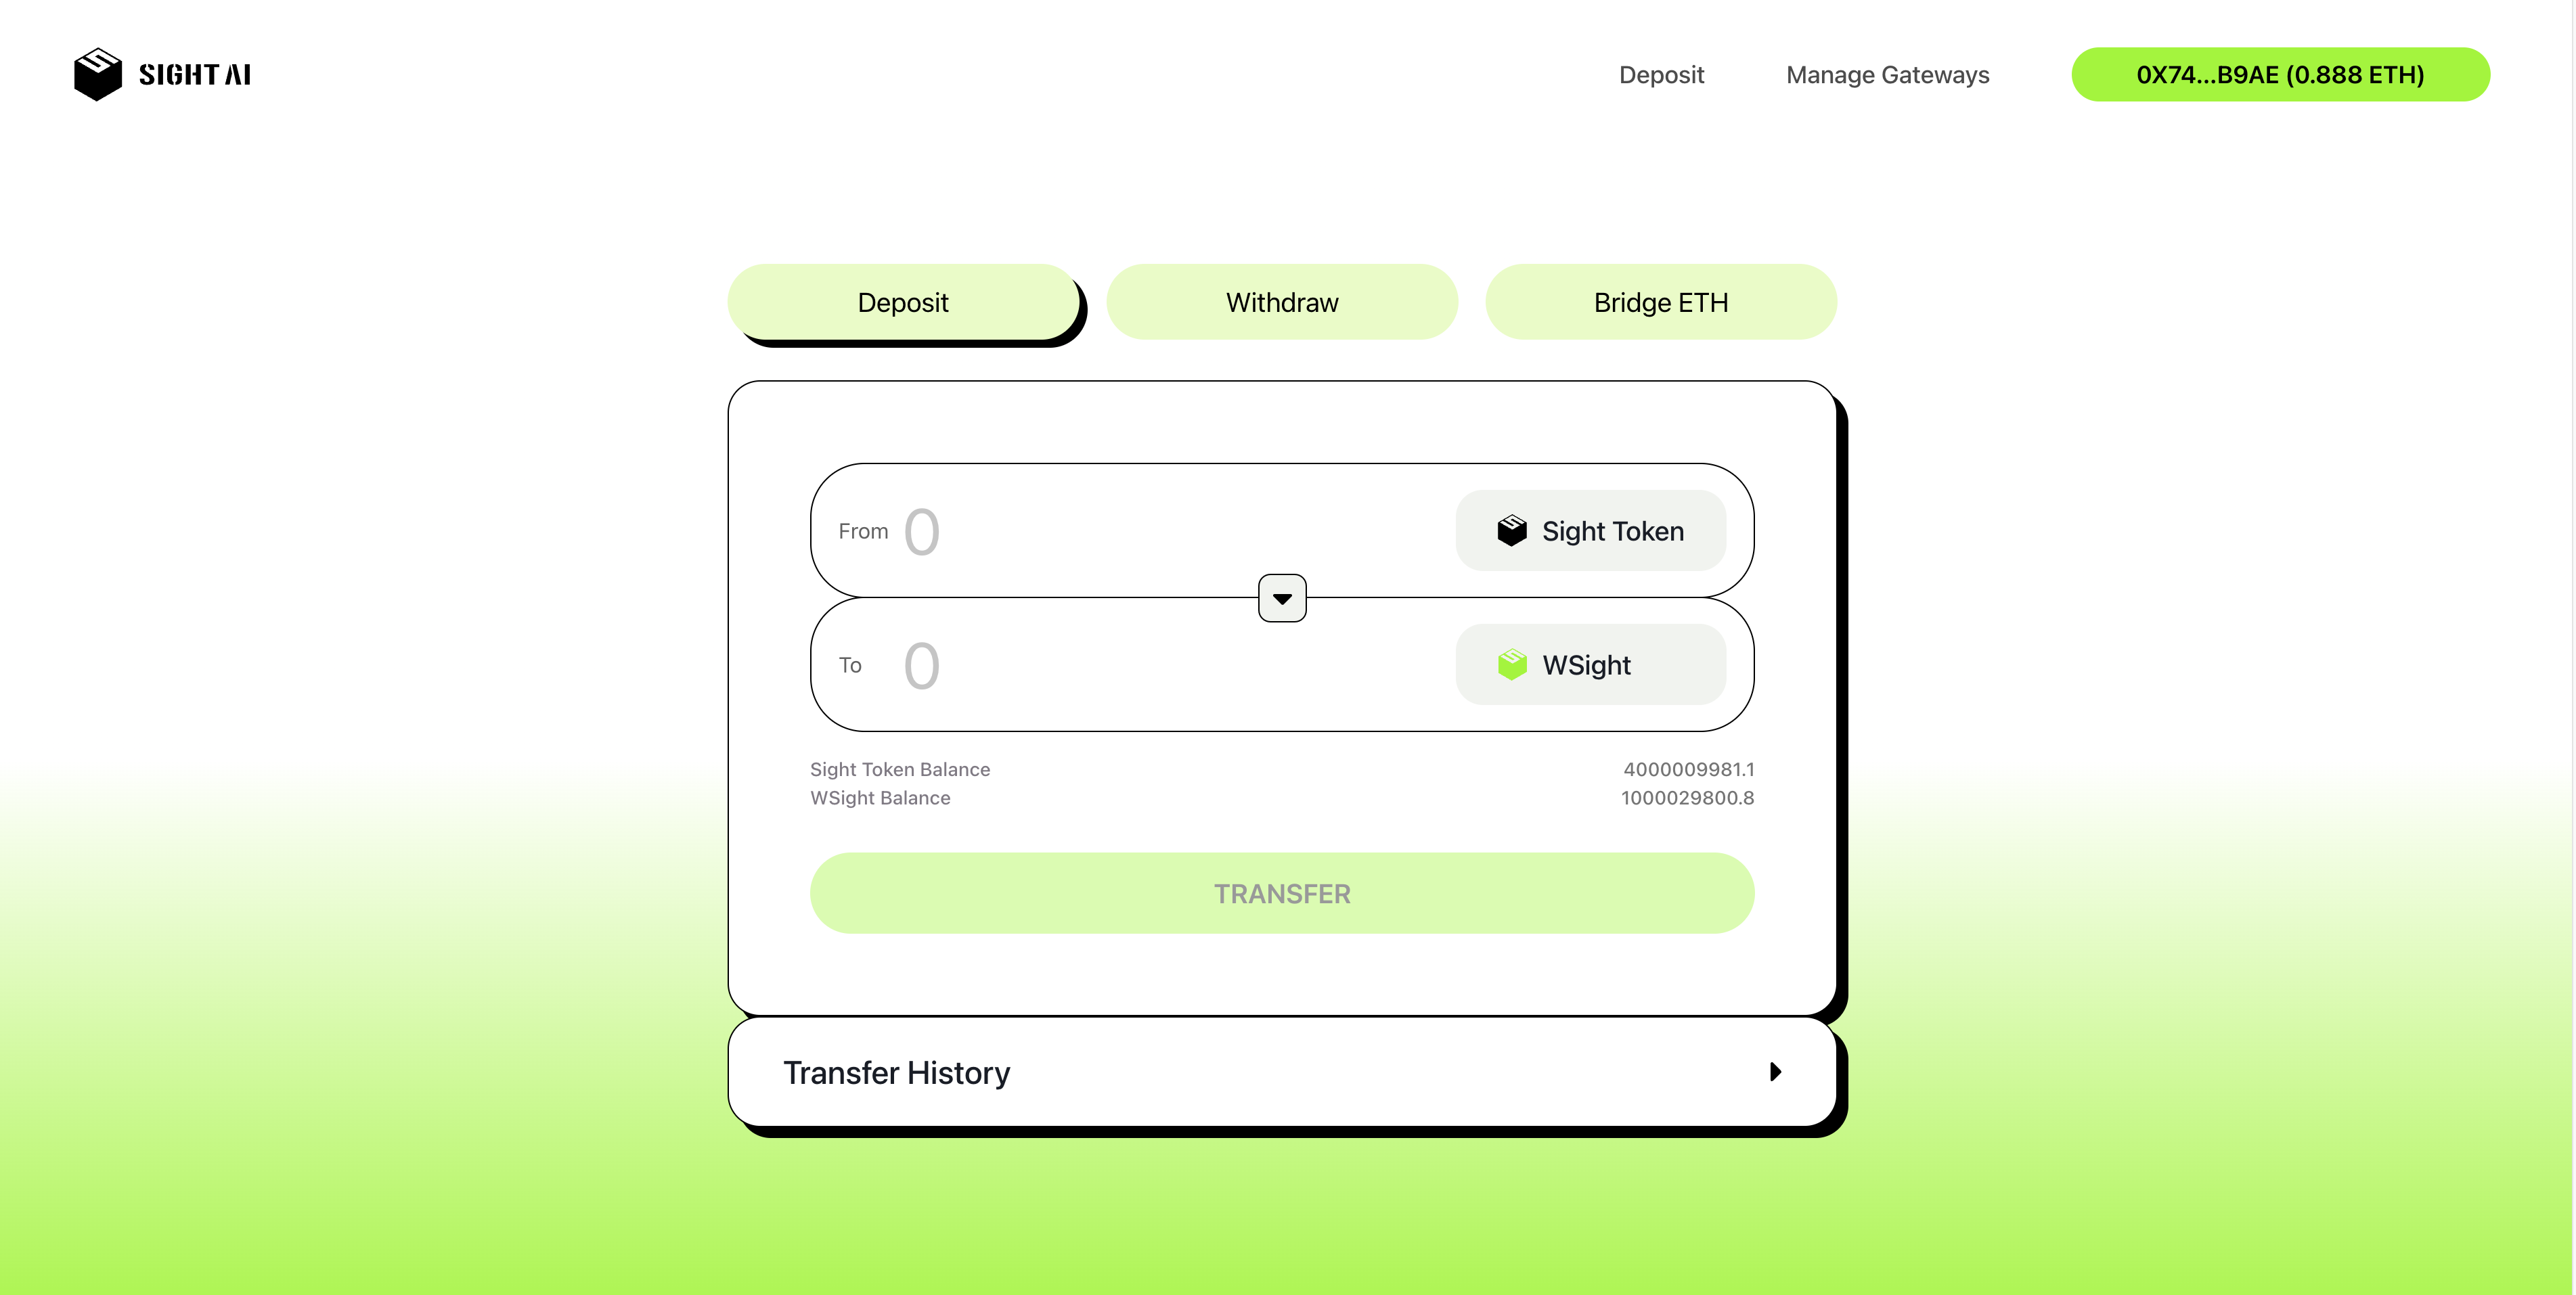 SIGHT AI
Deposit
Manage Gateways
0X74...B9AE (0.888 ETH)
Deposit
Withdraw
Bridge ETH
From 0
Sight Token
To 0
WSight
Sight Token Balance 4000009981.1
WSight Balance 1000029800.8
TRANSFER
Transfer History